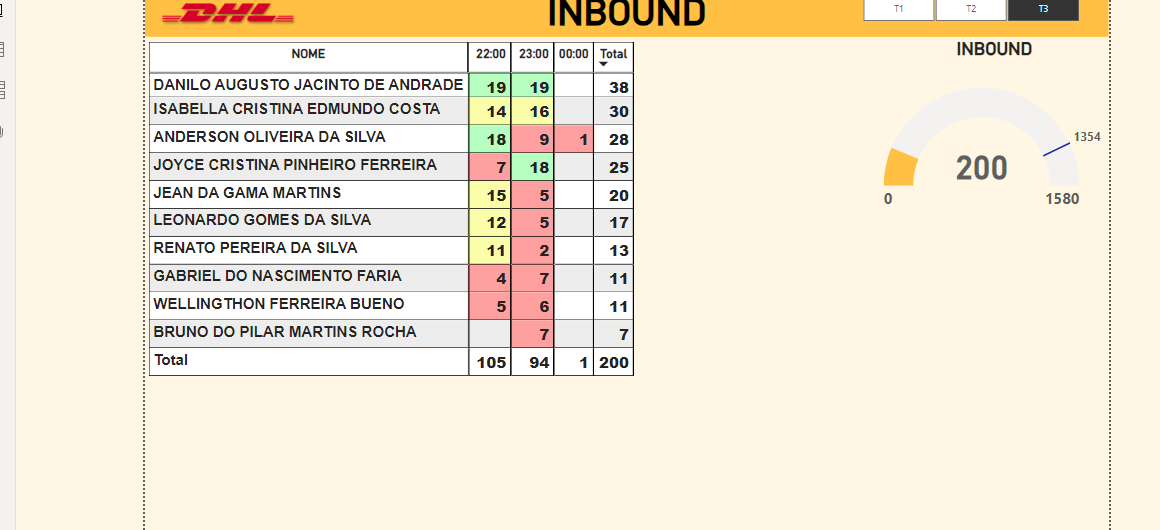 DHL INBOUND T1 T2 T3
NOME 22:00 23:00 00:00 Total
DANILO AUGUSTO JACINTO DE ANDRADE 19 19 38
ISABELLA CRISTINA EDMUNDO COSTA 14 16 30
ANDERSON OLIVEIRA DA SILVA 18 9 1 28
JOYCE CRISTINA PINHEIRO FERREIRA 7 18 25
JEAN DA GAMA MARTINS 15 5 20
LEONARDO GOMES DA SILVA 12 5 17
RENATO PEREIRA DA SILVA 11 2 13
GABRIEL DO NASCIMENTO FARIA 4 7 11
WELLINGTHON FERREIRA BUENO 5 6 11
BRUNO DO PILAR MARTINS ROCHA 7 7
Total 105 94 1 200
INBOUND
1354
200
0 1580